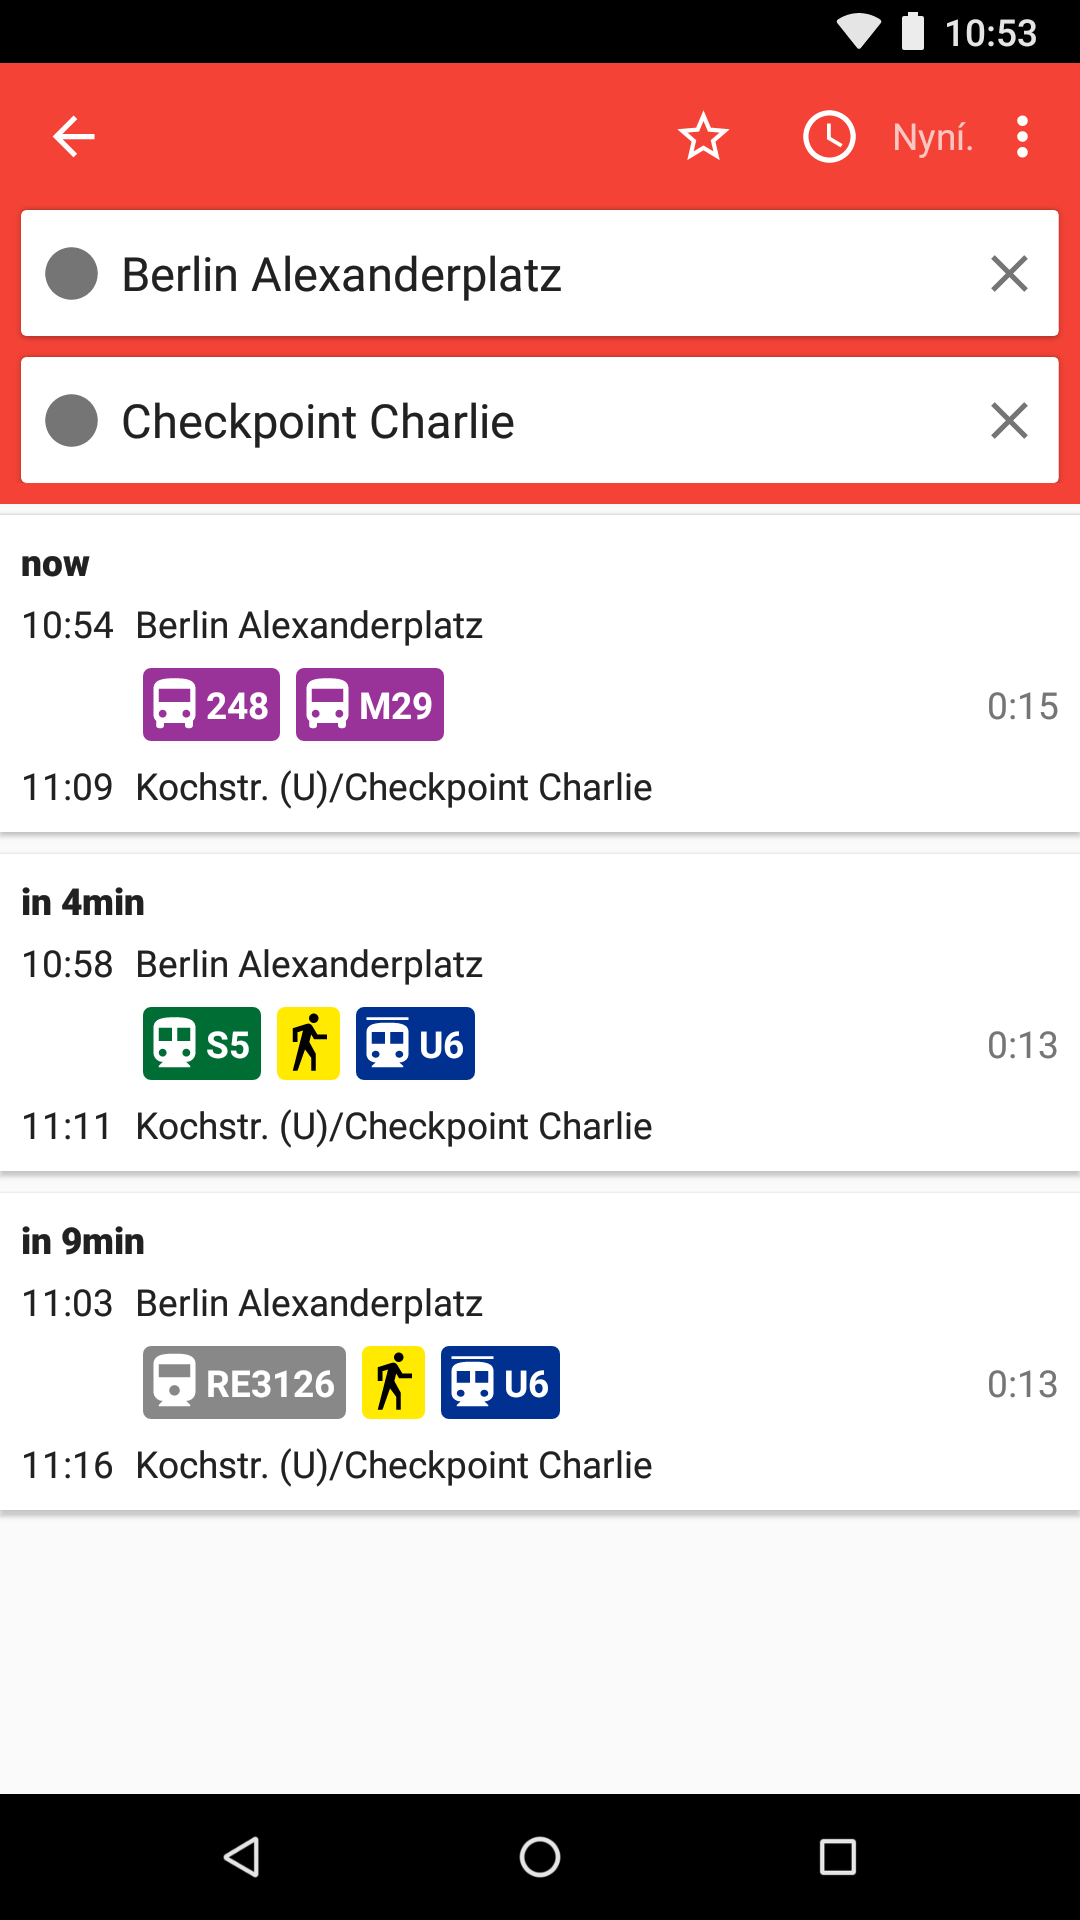 10:53
Nyní.
Berlin Alexanderplatz
Checkpoint Charlie
now
10:54 Berlin Alexanderplatz
248 M29 0:15
11:09 Kochstr. (U)/Checkpoint Charlie
in 4min
10:58 Berlin Alexanderplatz
S5 U6 0:13
11:11 Kochstr. (U)/Checkpoint Charlie
in 9min
11:03 Berlin Alexanderplatz
RE3126 U6 0:13
11:16 Kochstr. (U)/Checkpoint Charlie